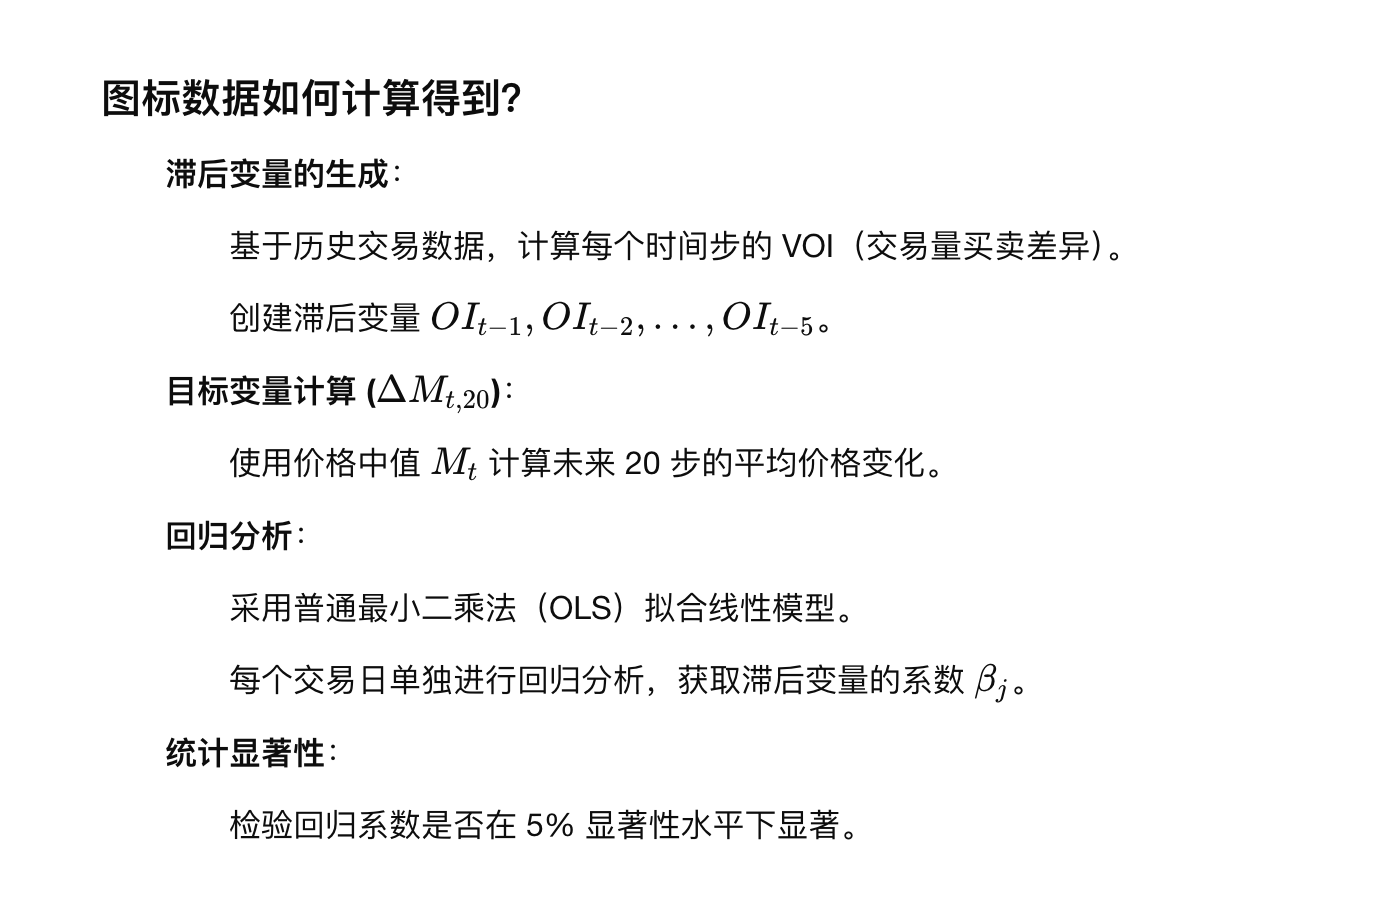 图标数据如何计算得到?
滞后变量的生成：
基于历史交易数据，计算每个时间步的 VOI（交易量买卖差异）。
创建滞后变量 $OI_{t-1}, OI_{t-2}, \ldots, OI_{t-5}$。
目标变量计算 ($\Delta M_{t,20}$)：
使用价格中值 $M_t$ 计算未来 20 步的平均价格变化。
回归分析：
采用普通最小二乘法（OLS）拟合线性模型。
每个交易日单独进行回归分析，获取滞后变量的系数 $\beta_j$。
统计显著性：
检验回归系数是否在 5% 显著性水平下显著。